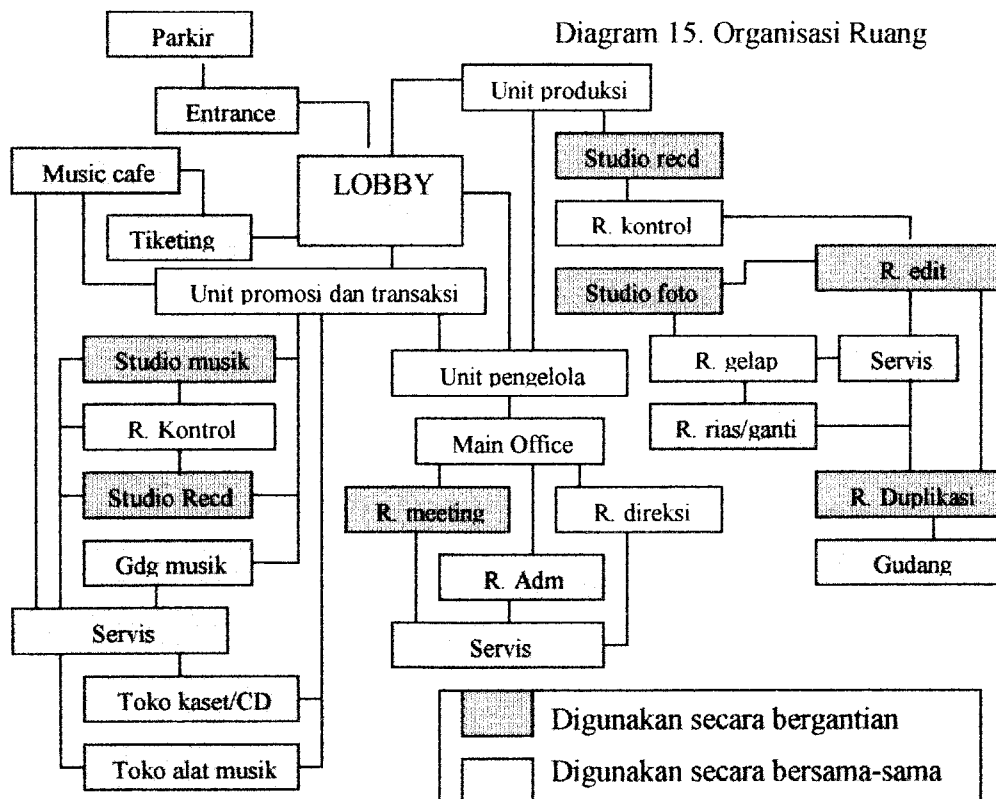 Diagram 15. Organisasi Ruang
Parkir
Entrance
Unit produksi
Studio recd
Music cafe
LOBBY
R. kontrol
Tiketing
R. edit
Unit promosi dan transaksi
Studio foto
Studio musik
R. gelap
Servis
Unit pengelola
R. Kontrol
Main Office
R. rias/ganti
Studio Recd
R. meeting
R. direksi
R. Duplikasi
Gdg musik
R. Adm
Gudang
Servis
Servis
Toko kaset/CD
Toko alat musik
Digunakan secara bergantian
Digunakan secara bersama-sama